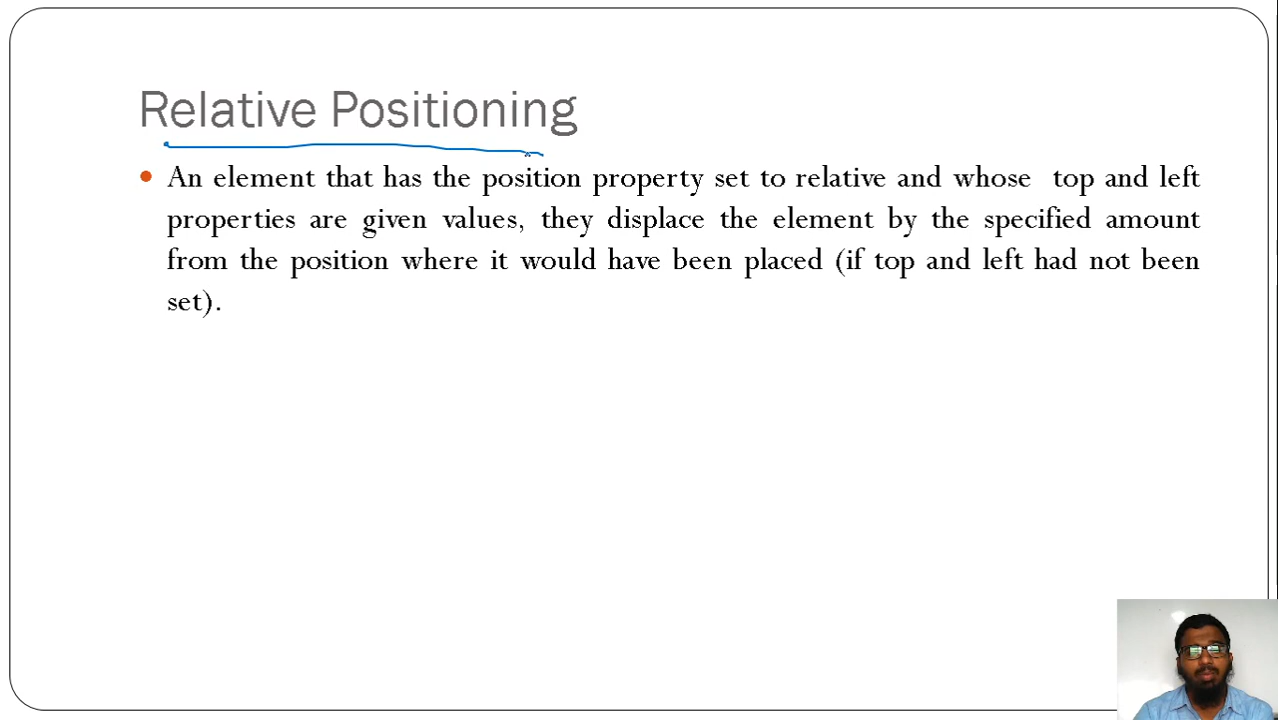 Relative Positioning
An element that has the position property set to relative and whose top and left
properties are given values, they displace the element by the specified amount
from the position where it would have been placed (if top and left had not been
set).